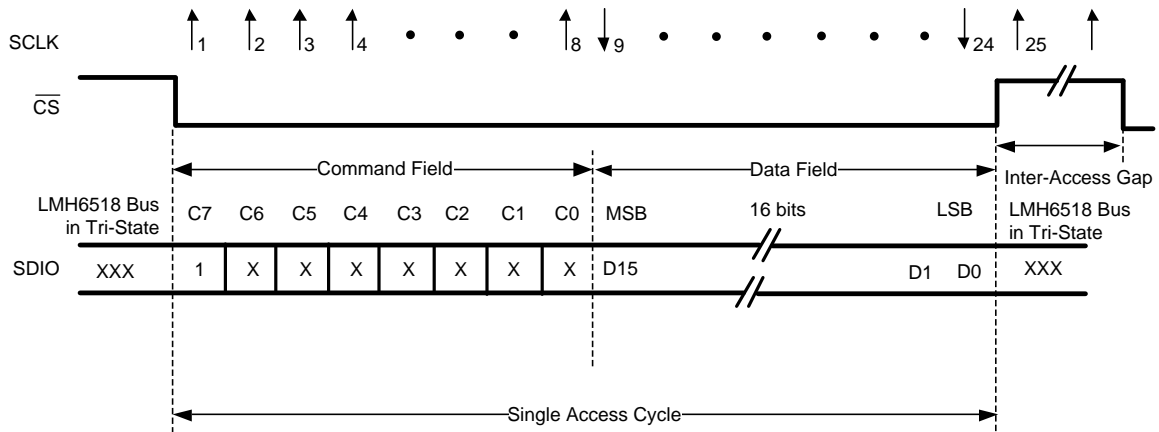 SCLK
1 2 3 4 8 9 24 25
CS
Command Field
Data Field
Inter-Access Gap
LMH6518 Bus
in Tri-State
C7 C6 C5 C4 C3 C2 C1 C0 MSB 16 bits LSB
LMH6518 Bus
in Tri-State
SDIO XXX 1 X X X X X X X D15 D1 D0 XXX
Single Access Cycle